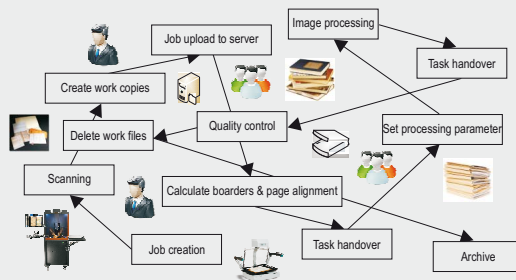 Image processing
Job upload to server
Task handover
Create work copies
Delete work files
Quality control
Set processing parameter
Scanning
Calculate boarders & page alignment
Job creation
Task handover
Archive